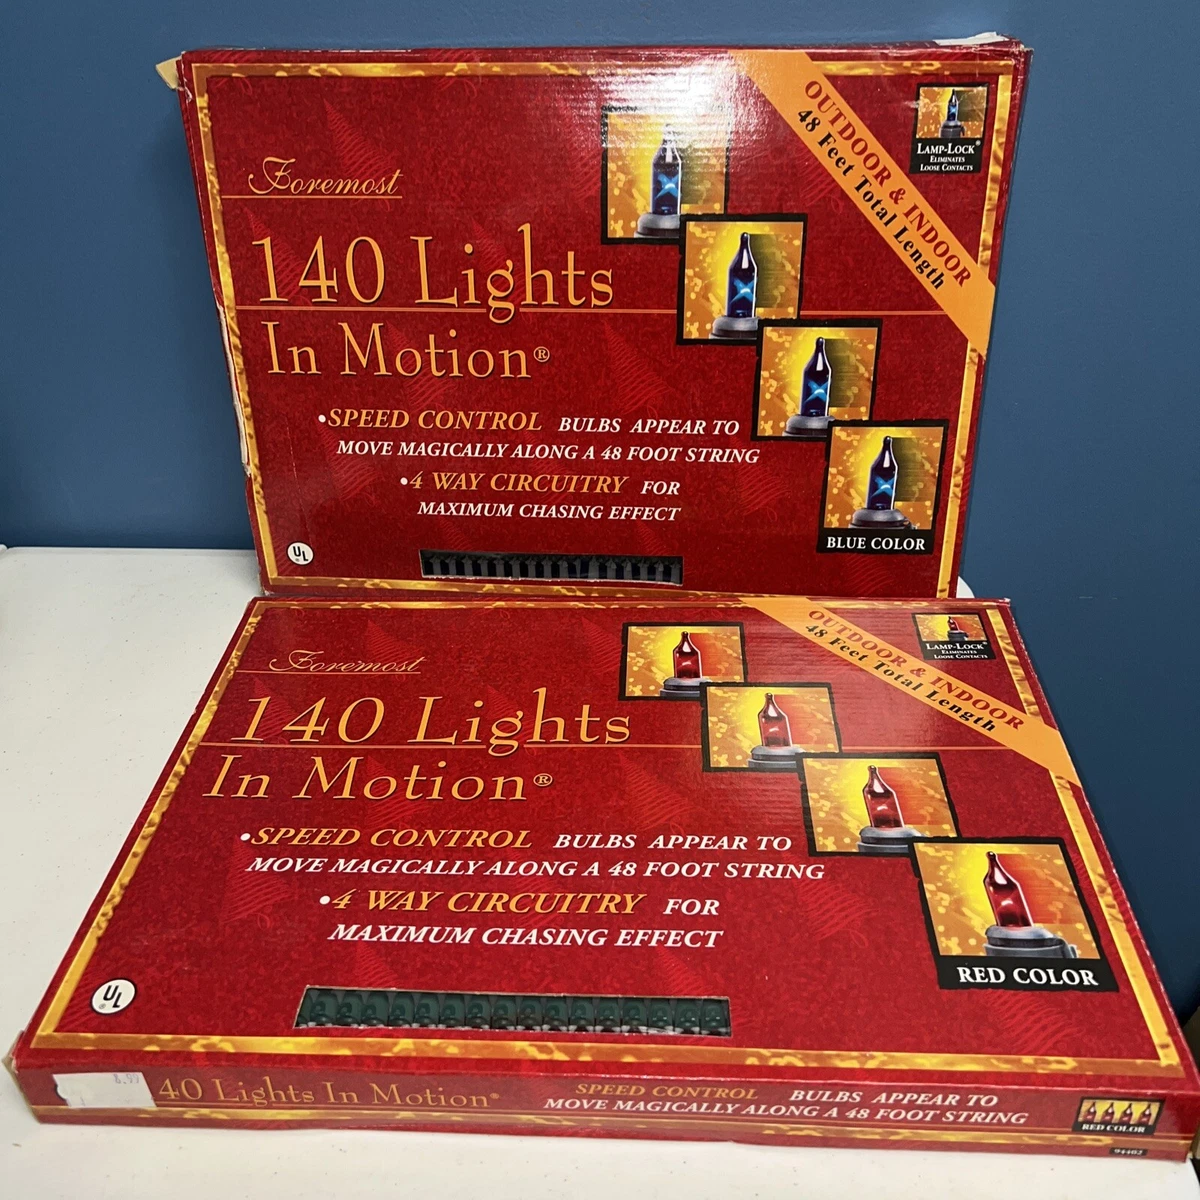 Foremost
140 Lights
In Motion®
•SPEED CONTROL BULBS APPEAR TO
MOVE MAGICALLY ALONG A 48 FOOT STRING
•4 WAY CIRCUITRY FOR
MAXIMUM CHASING EFFECT
UL
OUTDOOR & INDOOR
48 Feet Total Length
LAMP-LOCK®
ELIMINATES
LOOSE CONTACTS
BLUE COLOR
Foremost
140 Lights
In Motion®
•SPEED CONTROL BULBS APPEAR TO
MOVE MAGICALLY ALONG A 48 FOOT STRING
•4 WAY CIRCUITRY FOR
MAXIMUM CHASING EFFECT
UL
OUTDOOR & INDOOR
48 Feet Total Length
LAMP-LOCK®
ELIMINATES
LOOSE CONTACTS
RED COLOR
8.99
40 Lights In Motion®
SPEED CONTROL BULBS APPEAR TO
MOVE MAGICALLY ALONG A 48 FOOT STRING
RED COLOR
94402